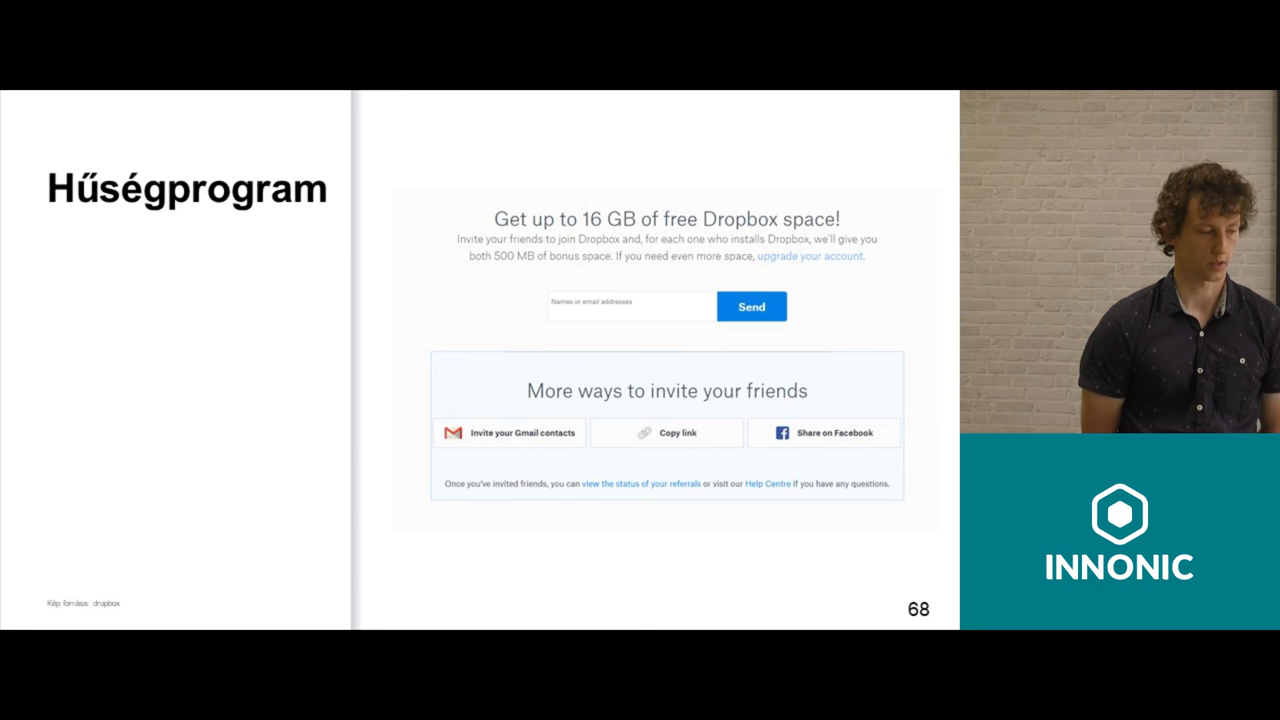 Hűségprogram
Get up to 16 GB of free Dropbox space!
Invite your friends to join Dropbox and, for each one who installs Dropbox, we'll give you
both 500 MB of bonus space. If you need even more space, upgrade your account.
Names or email addresses
Send
More ways to invite your friends
Invite your Gmail contacts
Copy link
Share on Facebook
Once you've invited friends, you can view the status of your referrals or visit our Help Centre if you have any questions.
Kép forrása: dropbox
68
INNONIC